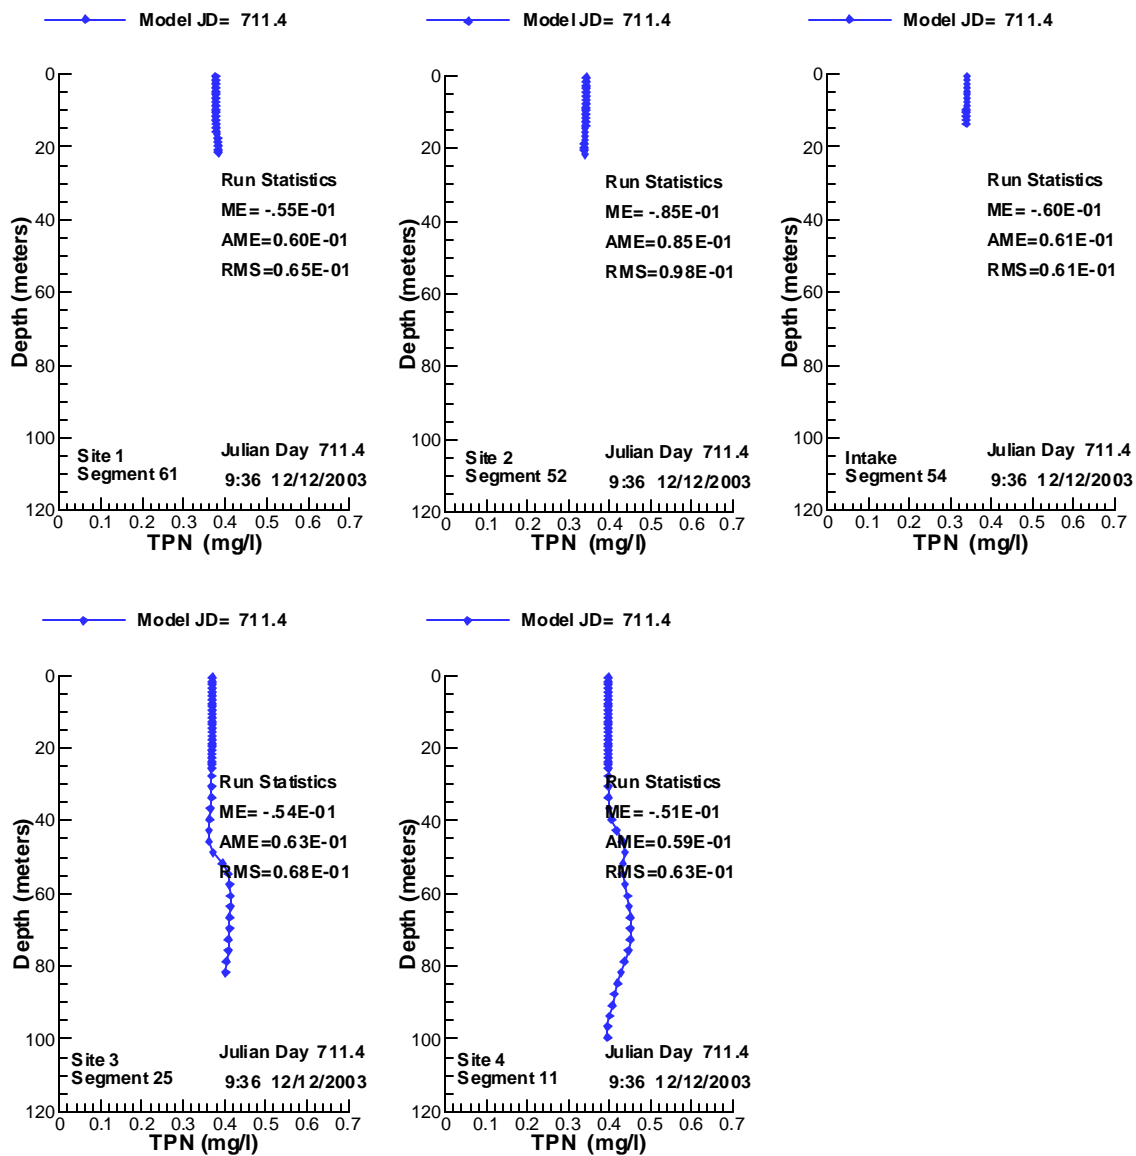 Model JD= 711.4
0
20
40
60
80
100
120
Depth (meters)
Run Statistics
ME= -.55E-01
AME=0.60E-01
RMS=0.65E-01
Site 1
Segment 61
Julian Day 711.4
9:36 12/12/2003
0 0.1 0.2 0.3 0.4 0.5 0.6 0.7
TPN (mg/l)
Model JD= 711.4
0
20
40
60
80
100
120
Depth (meters)
Run Statistics
ME= -.85E-01
AME=0.85E-01
RMS=0.98E-01
Site 2
Segment 52
Julian Day 711.4
9:36 12/12/2003
0 0.1 0.2 0.3 0.4 0.5 0.6 0.7
TPN (mg/l)
Model JD= 711.4
0
20
40
60
80
100
120
Depth (meters)
Run Statistics
ME= -.60E-01
AME=0.61E-01
RMS=0.61E-01
Intake
Segment 54
Julian Day 711.4
9:36 12/12/2003
0 0.1 0.2 0.3 0.4 0.5 0.6 0.7
TPN (mg/l)
Model JD= 711.4
0
20
40
60
80
100
120
Depth (meters)
Run Statistics
ME= -.54E-01
AME=0.63E-01
RMS=0.68E-01
Site 3
Segment 25
Julian Day 711.4
9:36 12/12/2003
0 0.1 0.2 0.3 0.4 0.5 0.6 0.7
TPN (mg/l)
Model JD= 711.4
0
20
40
60
80
100
120
Depth (meters)
Run Statistics
ME= -.51E-01
AME=0.59E-01
RMS=0.63E-01
Site 4
Segment 11
Julian Day 711.4
9:36 12/12/2003
0 0.1 0.2 0.3 0.4 0.5 0.6 0.7
TPN (mg/l)